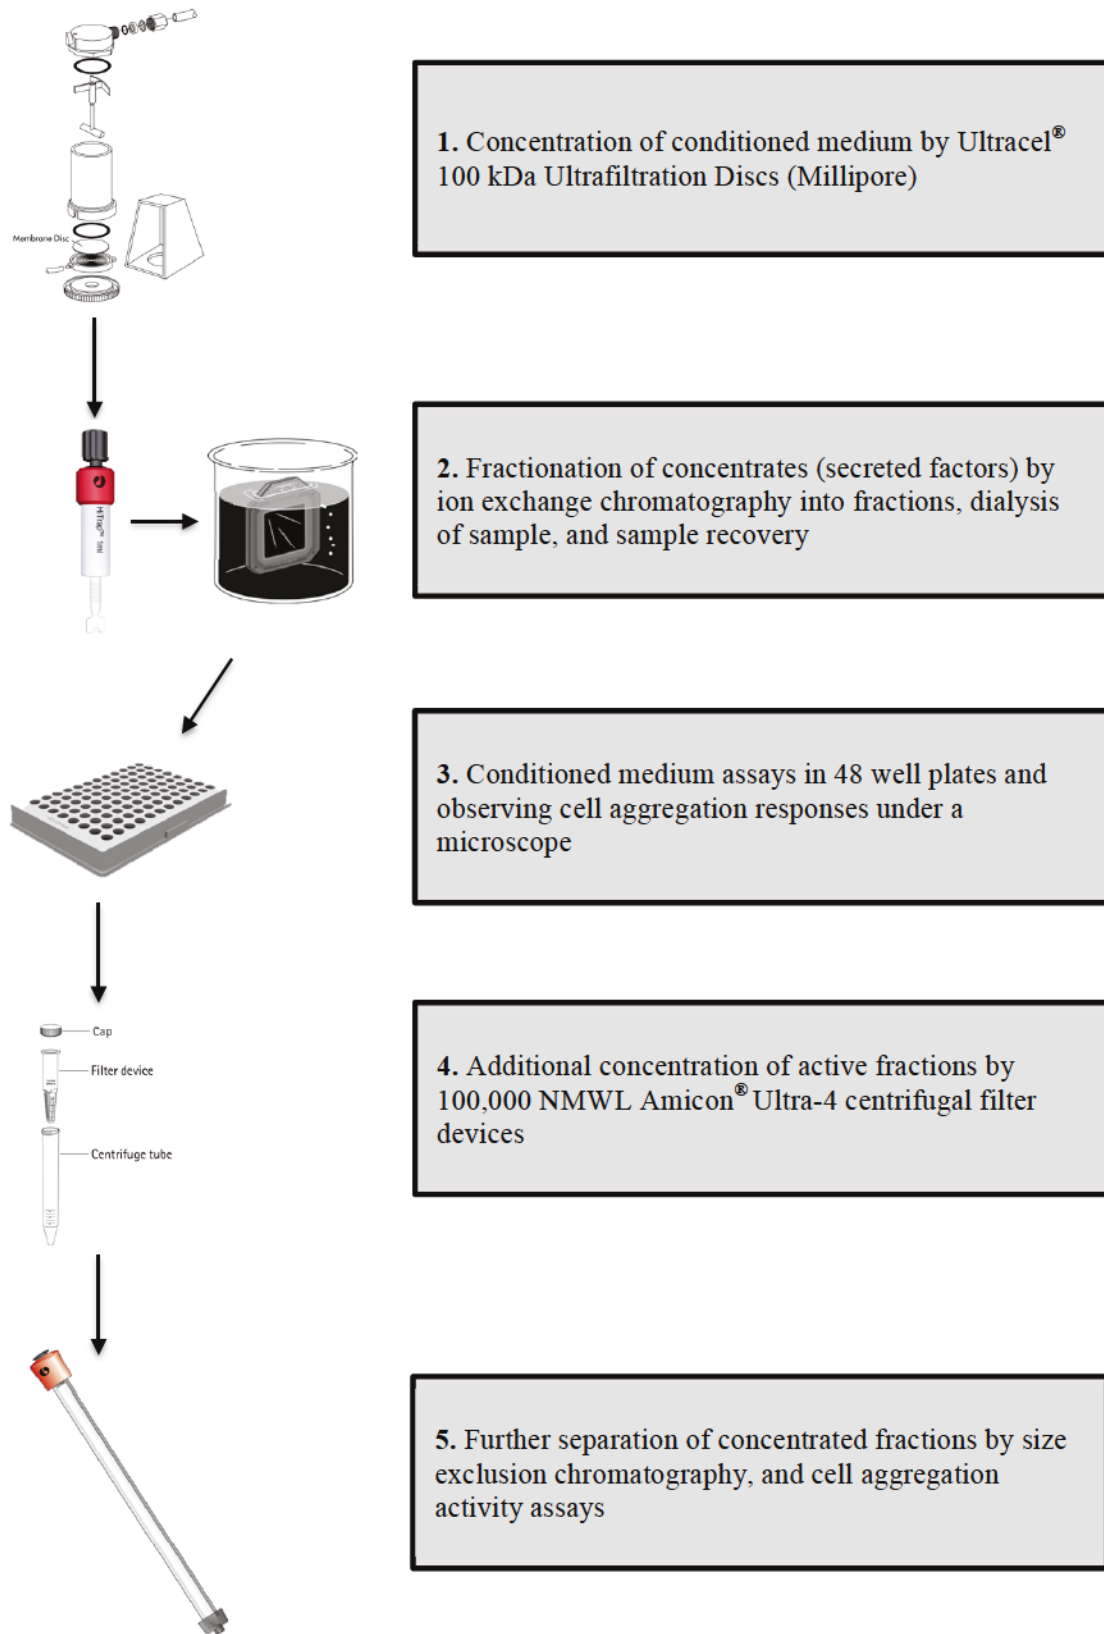 1. Concentration of conditioned medium by Ultracel®
100 kDa Ultrafiltration Discs (Millipore)
Membrane Disc
HiTrap™ 1ml
2. Fractionation of concentrates (secreted factors) by
ion exchange chromatography into fractions, dialysis
of sample, and sample recovery
3. Conditioned medium assays in 48 well plates and
observing cell aggregation responses under a
microscope
Cap
Filter device
Centrifuge tube
4. Additional concentration of active fractions by
100,000 NMWL Amicon® Ultra-4 centrifugal filter
devices
5. Further separation of concentrated fractions by size
exclusion chromatography, and cell aggregation
activity assays